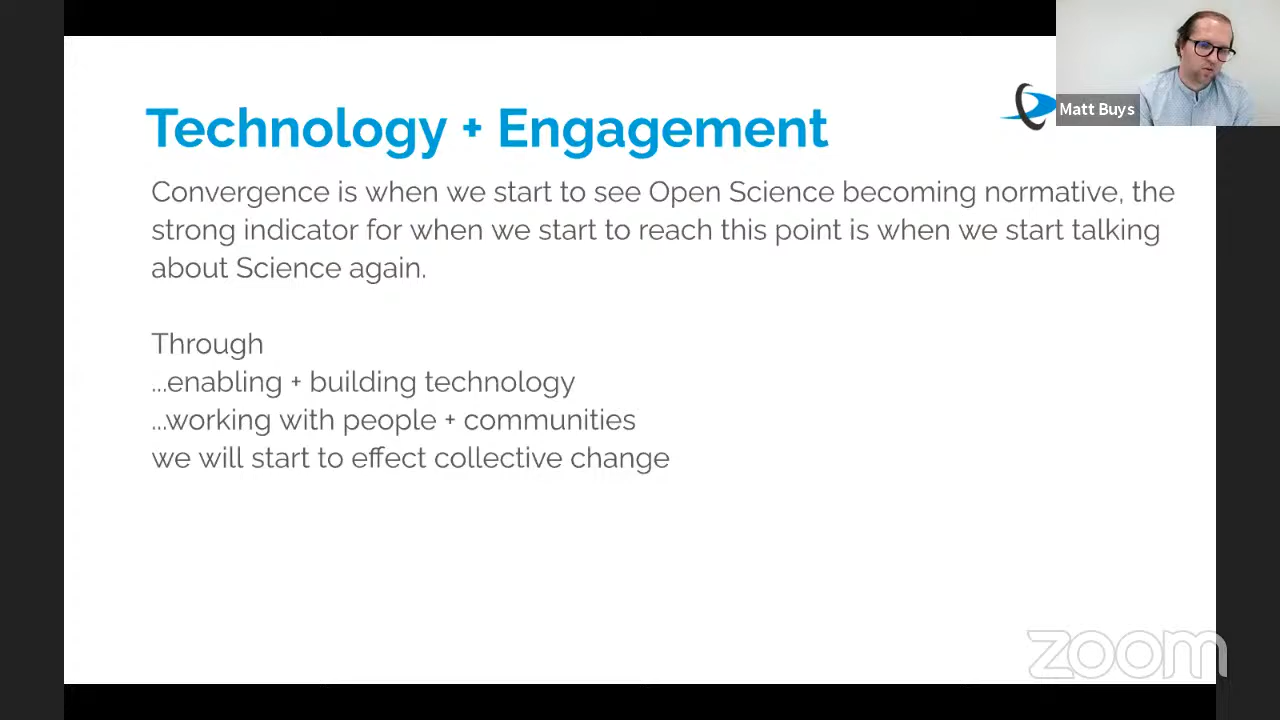 Technology + Engagement
Matt Buys
Convergence is when we start to see Open Science becoming normative, the
strong indicator for when we start to reach this point is when we start talking
about Science again.
Through
...enabling + building technology
...working with people + communities
we will start to effect collective change
zoom